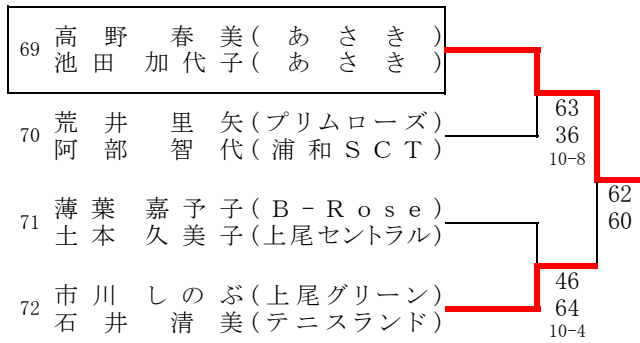 69 高野 春美(あさき)
池田 加代子(あさき)
70 荒井 里矢(プリムローズ)
阿部 智代(浦和SCT)
63
36
10-8
62
60
71 薄葉 嘉予子(B-Rose)
土本 久美子(上尾セントラル)
72 市川 しのぶ(上尾グリーン)
石井 清美(テニスランド)
46
64
10-4